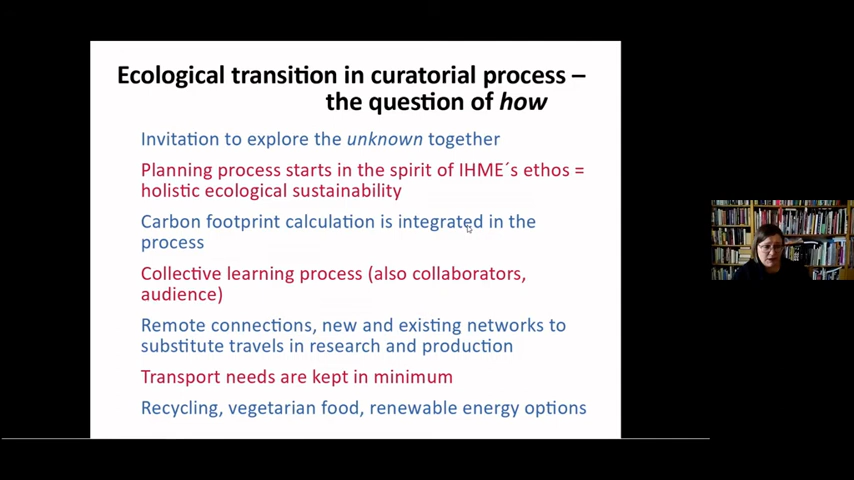 Ecological transition in curatorial process –
the question of how
Invitation to explore the unknown together
Planning process starts in the spirit of IHME´s ethos =
holistic ecological sustainability
Carbon footprint calculation is integrated in the
process
Collective learning process (also collaborators,
audience)
Remote connections, new and existing networks to
substitute travels in research and production
Transport needs are kept in minimum
Recycling, vegetarian food, renewable energy options